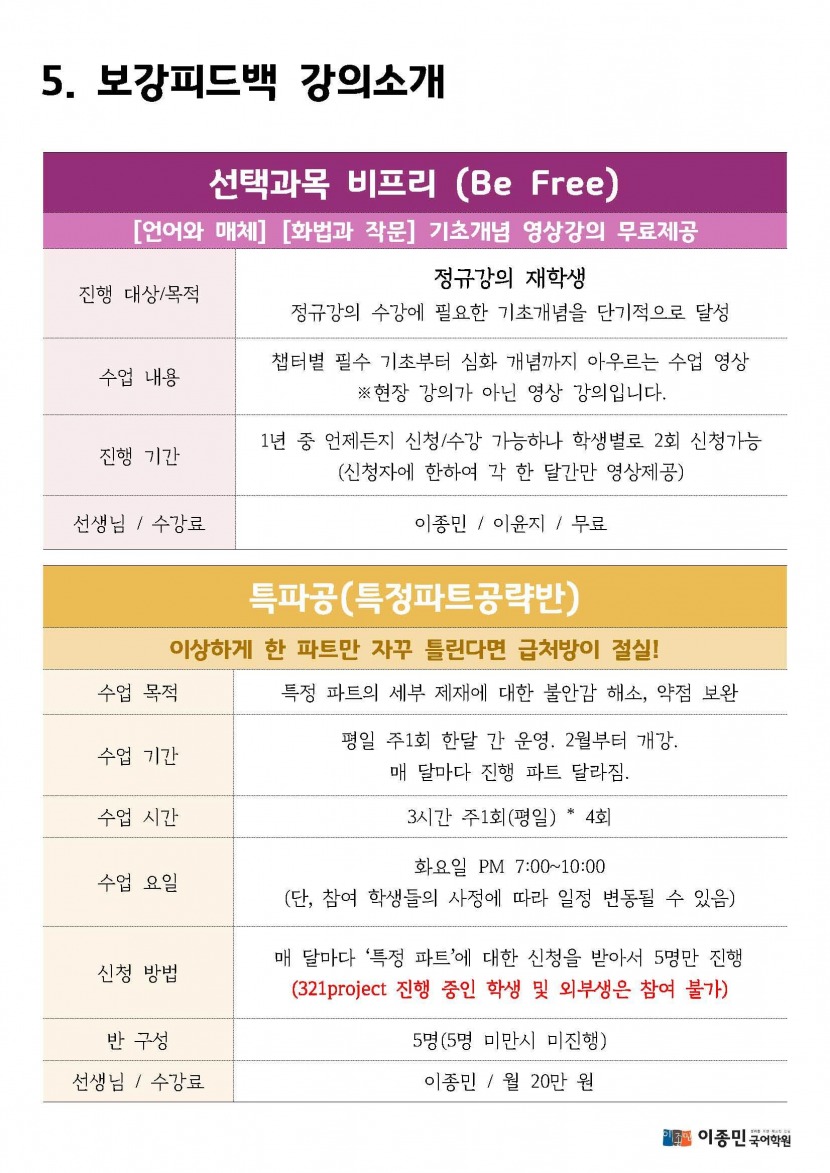 5. 보강피드백 강의소개
선택과목 비프리 (Be Free)
[언어와 매체] [화법과 작문] 기초개념 영상강의 무료제공
진행 대상/목적
정규강의 재학생
정규강의 수강에 필요한 기초개념을 단기적으로 달성
수업 내용
챕터별 필수 기초부터 심화 개념까지 아우르는 수업 영상
※현장 강의가 아닌 영상 강의입니다.
진행 기간
1년 중 언제든지 신청/수강 가능하나 학생별로 2회 신청가능
(신청자에 한하여 각 한 달간만 영상제공)
선생님 / 수강료
이종민 / 이윤지 / 무료
특파공(특정파트공략반)
이상하게 한 파트만 자꾸 틀린다면 급처방이 절실!
수업 목적
특정 파트의 세부 제재에 대한 불안감 해소, 약점 보완
수업 기간
평일 주1회 한달 간 운영. 2월부터 개강.
매 달마다 진행 파트 달라짐.
수업 시간
3시간 주1회(평일) * 4회
수업 요일
화요일 PM 7:00~10:00
(단, 참여 학생들의 사정에 따라 일정 변동될 수 있음)
신청 방법
매 달마다 ‘특정 파트’에 대한 신청을 받아서 5명만 진행
(321project 진행 중인 학생 및 외부생은 참여 불가)
반 구성
5명(5명 미만시 미진행)
선생님 / 수강료
이종민 / 월 20만 원
이종민
국어학원